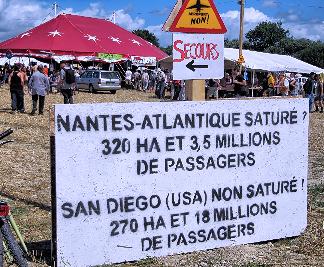 NON !
SECOURS
NANTES-ATLANTIQUE SATURÉ ?
320 HA ET 3,5 MILLIONS
DE PASSAGERS
SAN DIEGO (USA) NON SATURÉ !
270 HA ET 18 MILLIONS
DE PASSAGERS